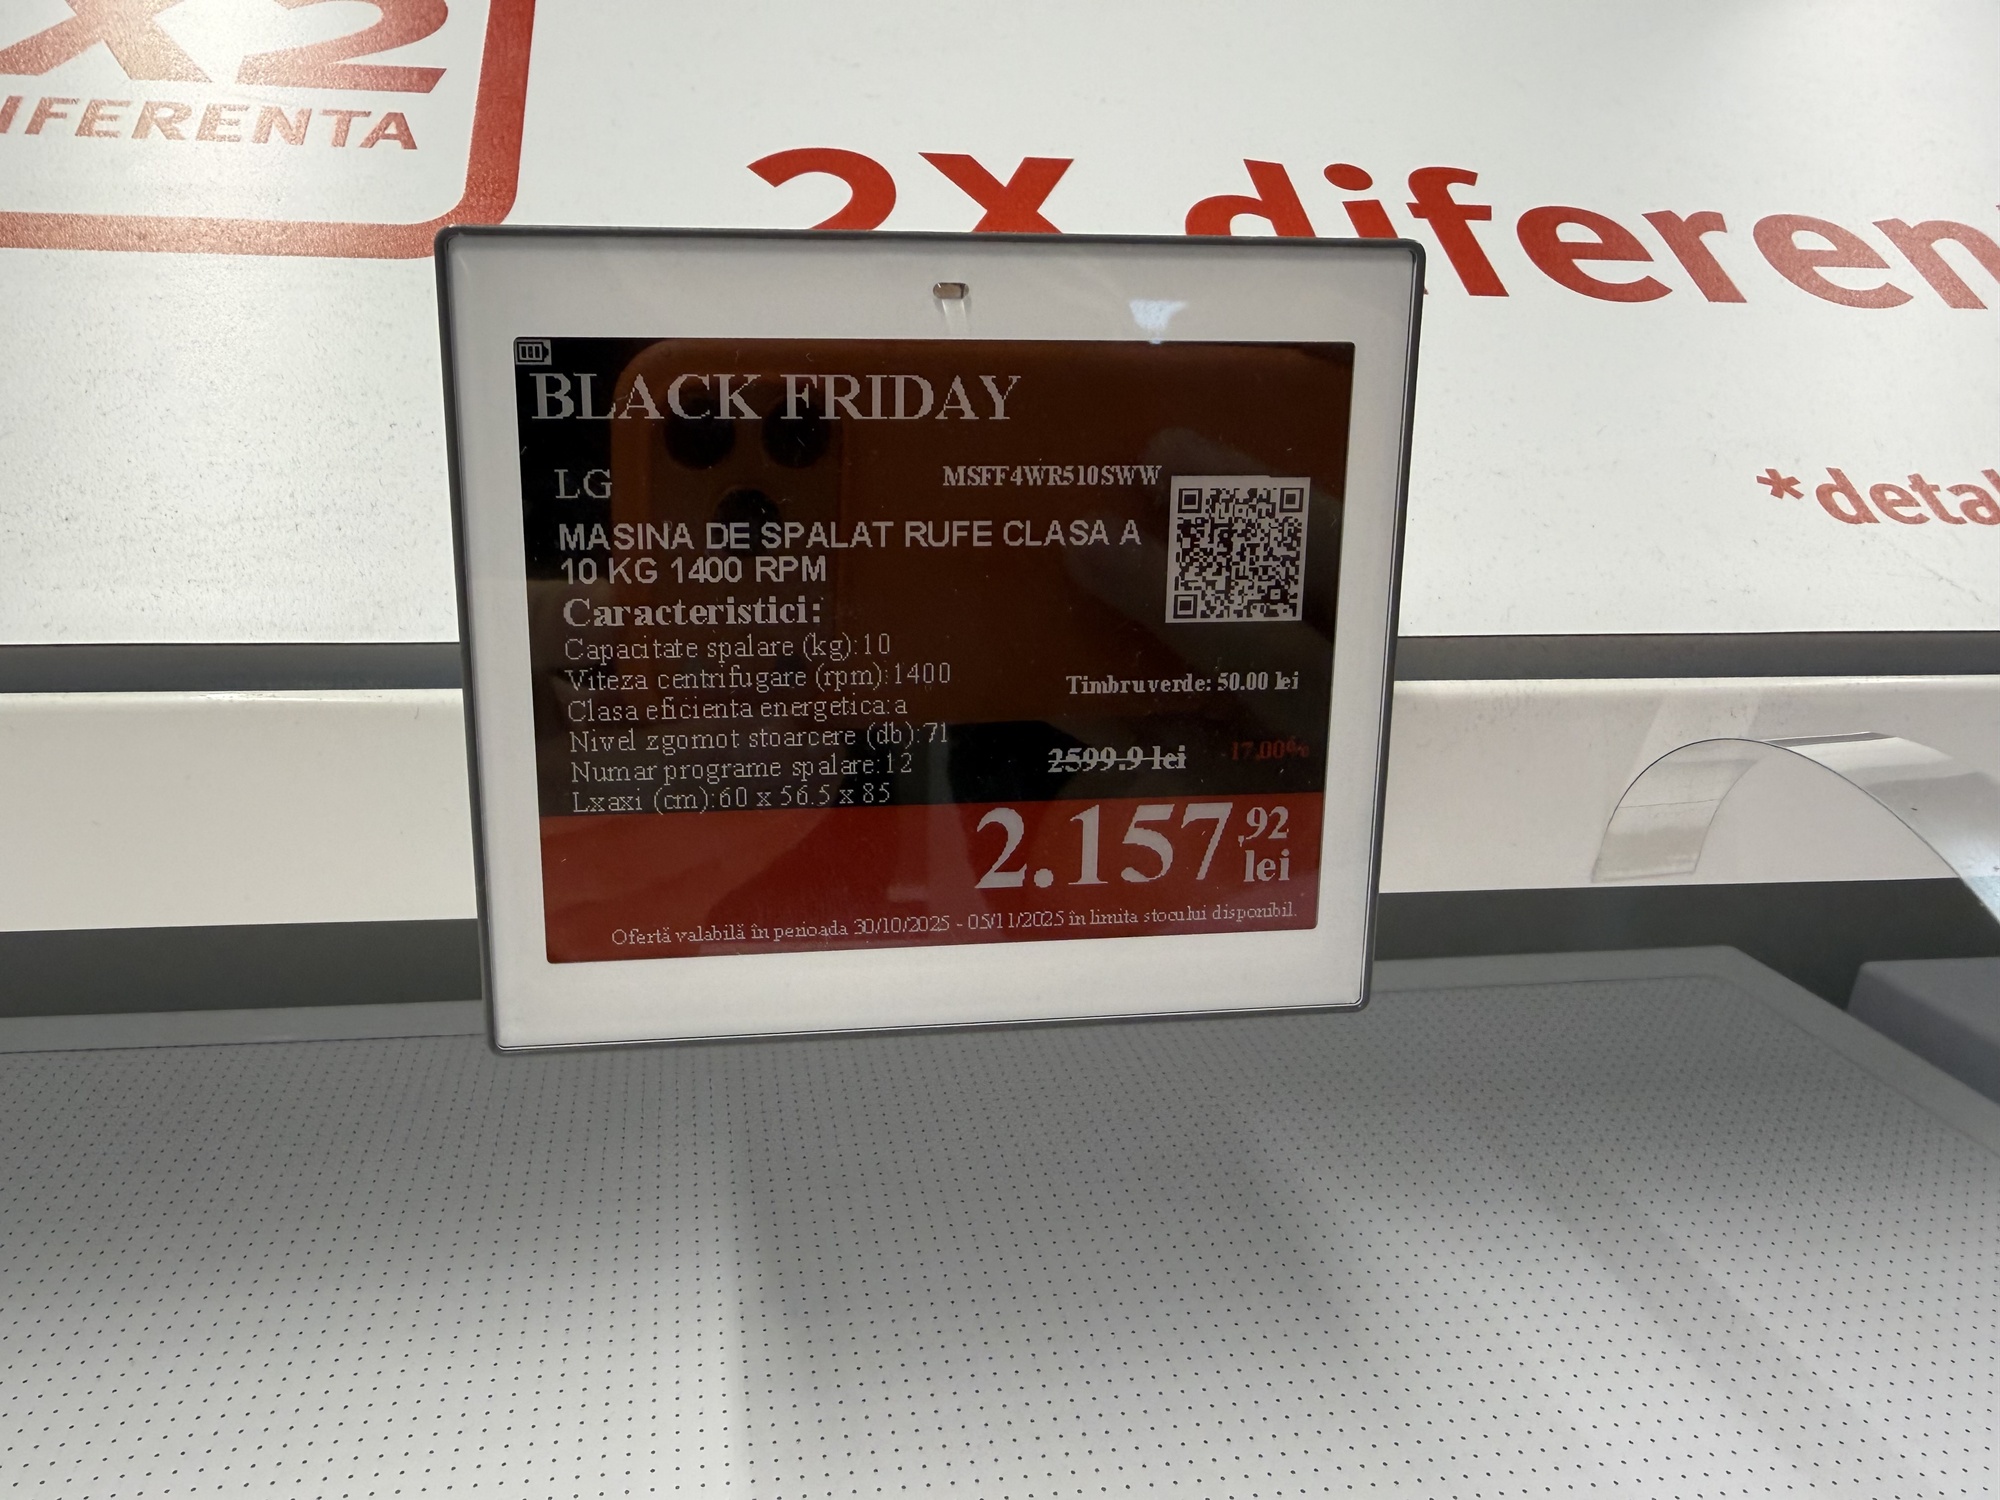 X2
IFERENTA
2X diferen
*detal
BLACK FRIDAY
LG
MSFF4WR510SWW
MASINA DE SPALAT RUFE CLASA A
10 KG 1400 RPM
Caracteristici:
Capacitate spalare (kg):10
Viteza centrifugare (rpm):1400
Clasa eficienta energetica:a
Nivel zgomot stoarcere (db):71
Numar programe spalare:12
Lxaxi (cm):60 x 56.5 x 85
Timbru verde: 50.00 lei
2599.9 lei
-17.00%
2.157,92
lei
Ofertă valabilă în perioada 30/10/2025 - 05/11/2025 în limita stocului disponibil.